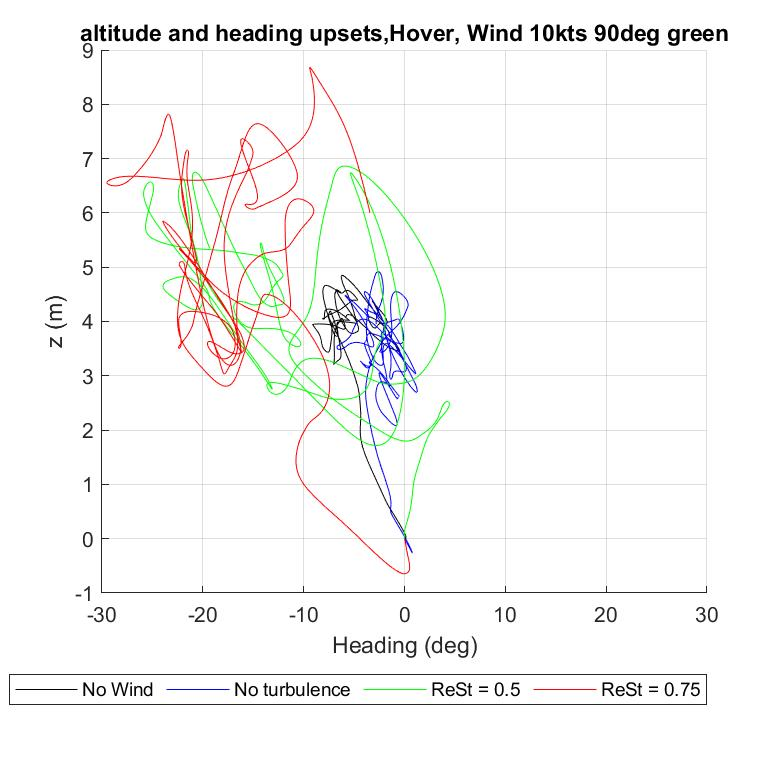 altitude and heading upsets,Hover, Wind 10kts 90deg green
9
8
7
6
5
4
3
2
1
0
-1
z (m)
-30 -20 -10 0 10 20 30
Heading (deg)
No Wind No turbulence ReSt = 0.5 ReSt = 0.75